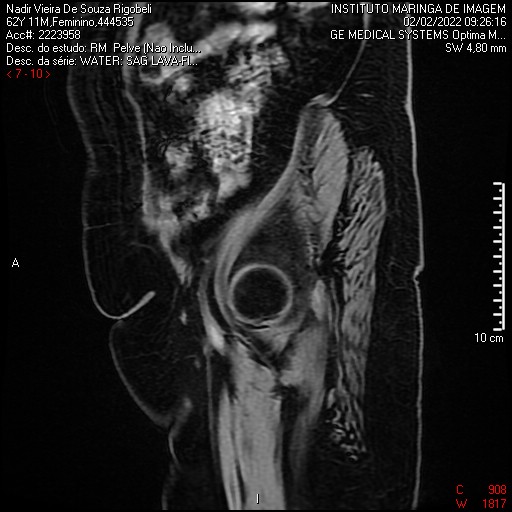 Nadir Vieira De Souza Rigobeli
62Y 11M,Feminino,444535
Acc#: 2223958
Desc. do estudo: RM  Pelve (Nao Inclu...
Desc. da série: WATER: SAG LAVA-Fl...
< 7 - 10 >
INSTITUTO MARINGA DE IMAGEM
02/02/2022 09:26:16
GE MEDICAL SYSTEMS Optima M...
SW 4,80 mm
A
10 cm
I
C 908
W 1817